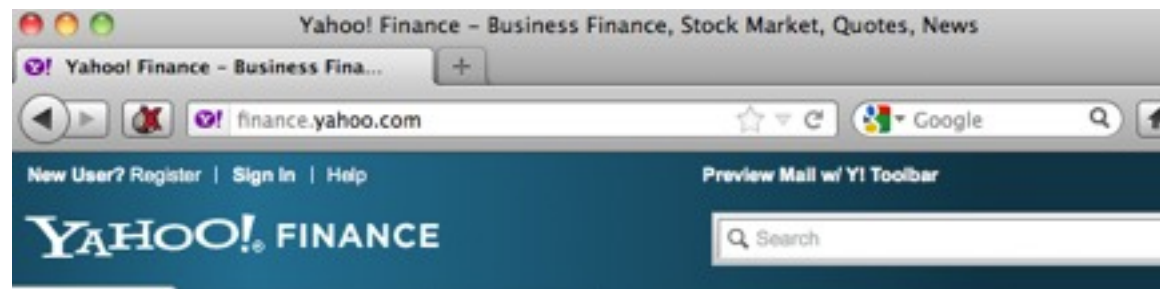 Yahoo! Finance – Business Finance, Stock Market, Quotes, News
Yahoo! Finance – Business Fina...
finance.yahoo.com
Google
New User? Register | Sign In | Help
Preview Mail w/ Y! Toolbar
YAHOO!® FINANCE
Search